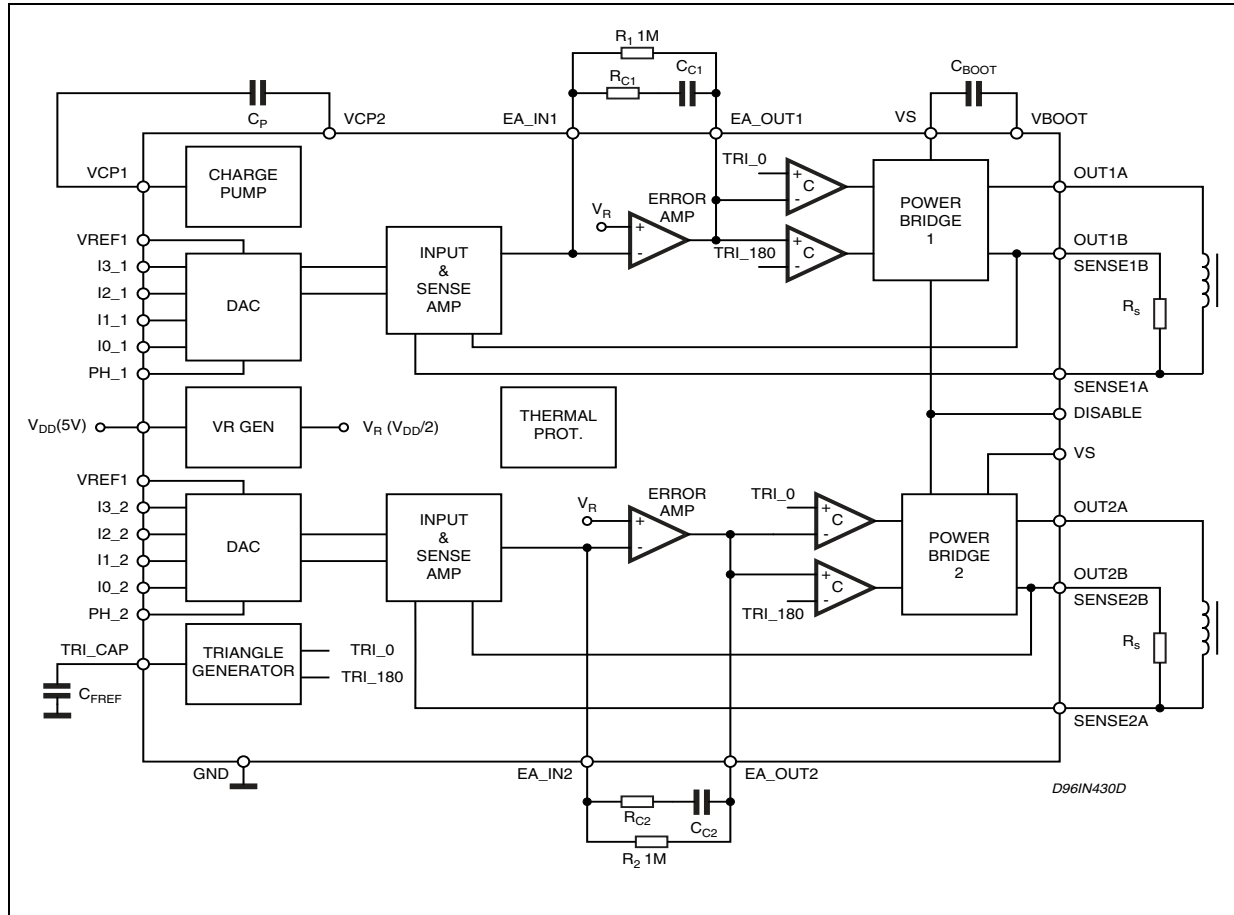 R1 1M
RC1
CC1
CBOOT
CP
VCP2
EA_IN1
EA_OUT1
VS
VBOOT
VCP1
CHARGE
PUMP
TRI_0
+
-
C
POWER
BRIDGE
1
OUT1A
VREF1
I3_1
I2_1
I1_1
I0_1
PH_1
DAC
INPUT
&
SENSE
AMP
VR
+
-
ERROR
AMP
TRI_180
+
-
C
OUT1B
SENSE1B
Rs
SENSE1A
DISABLE
VDD(5V)
VR GEN
VR (VDD/2)
THERMAL
PROT.
VS
VREF1
I3_2
I2_2
I1_2
I0_2
PH_2
DAC
INPUT
&
SENSE
AMP
VR
+
-
ERROR
AMP
TRI_0
+
-
C
POWER
BRIDGE
2
OUT2A
TRI_180
+
-
C
OUT2B
SENSE2B
Rs
SENSE2A
TRI_CAP
TRIANGLE
GENERATOR
TRI_0
TRI_180
CFREF
GND
EA_IN2
EA_OUT2
RC2
CC2
R2 1M
D96IN430D